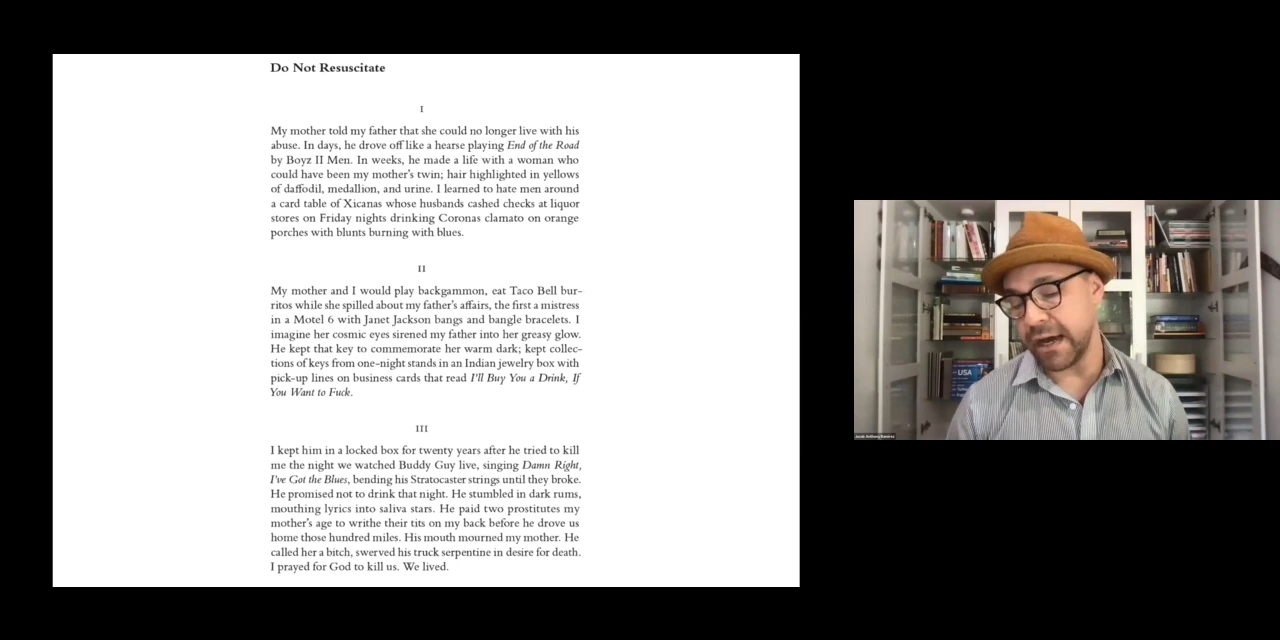 Do Not Resuscitate
I
My mother told my father that she could no longer live with his
abuse. In days, he drove off like a hearse playing End of the Road
by Boyz II Men. In weeks, he made a life with a woman who
could have been my mother's twin; hair highlighted in yellows
of daffodil, medallion, and urine. I learned to hate men around
a card table of Xicanas whose husbands cashed checks at liquor
stores on Friday nights drinking Coronas clamato on orange
porches with blunts burning with blues.
II
My mother and I would play backgammon, eat Taco Bell bur-
ritos while she spilled about my father's affairs, the first a mistress
in a Motel 6 with Janet Jackson bangs and bangle bracelets. I
imagine her cosmic eyes sirened my father into her greasy glow.
He kept that key to commemorate her warm dark; kept collec-
tions of keys from one-night stands in an Indian jewelry box with
pick-up lines on business cards that read I'll Buy You a Drink, If
You Want to Fuck.
III
I kept him in a locked box for twenty years after he tried to kill
me the night we watched Buddy Guy live, singing Damn Right,
I've Got the Blues, bending his Stratocaster strings until they broke.
He promised not to drink that night. He stumbled in dark rums,
mouthing lyrics into saliva stars. He paid two prostitutes my
mother's age to writhe their tits on my back before he drove us
home those hundred miles. His mouth mourned my mother. He
called her a bitch, swerved his truck serpentine in desire for death.
I prayed for God to kill us. We lived.
USA
Jacob Anthony Ramirez